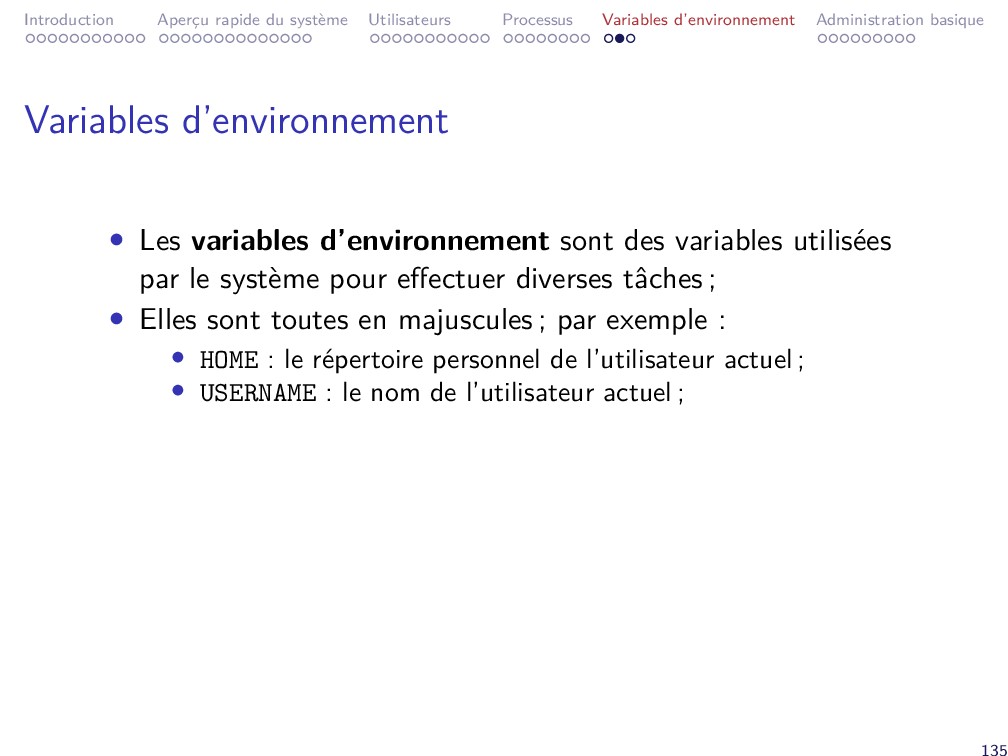 Introduction Aperçu rapide du système Utilisateurs Processus Variables d'environnement Administration basique
Variables d'environnement
• Les variables d'environnement sont des variables utilisées
par le système pour effectuer diverses tâches ;
• Elles sont toutes en majuscules ; par exemple :
• HOME : le répertoire personnel de l'utilisateur actuel ;
• USERNAME : le nom de l'utilisateur actuel ;
135